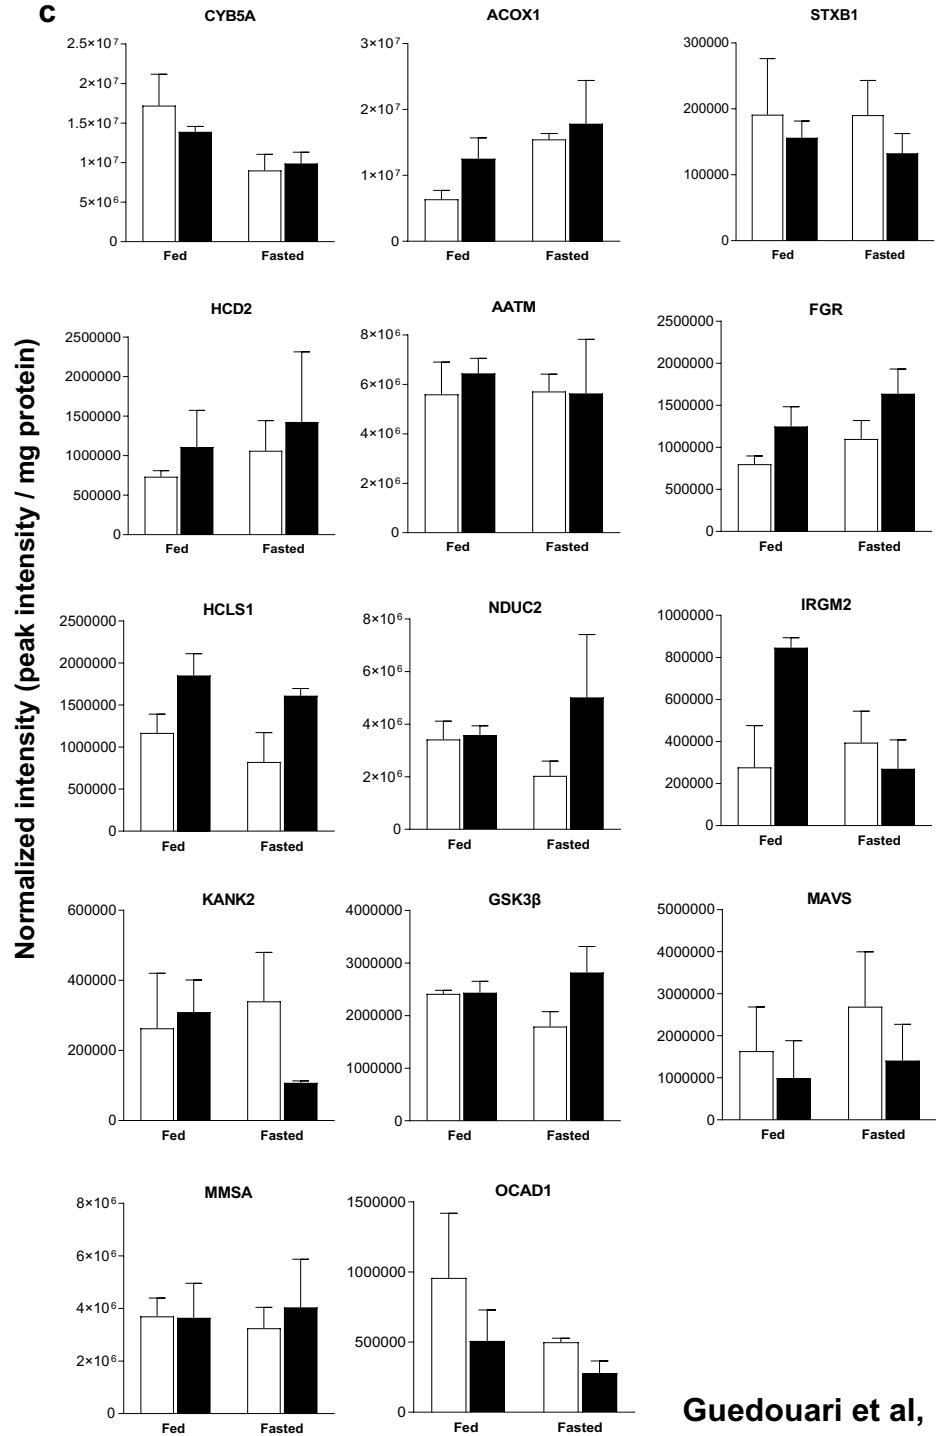 c
Normalized intensity (peak intensity / mg protein)
CYB5A
2.5×10⁷
2×10⁷
1.5×10⁷
1×10⁷
5×10⁶
0
Fed Fasted
ACOX1
3×10⁷
2×10⁷
1×10⁷
0
Fed Fasted
STXB1
300000
200000
100000
0
Fed Fasted
HCD2
2500000
2000000
1500000
1000000
500000
0
Fed Fasted
AATM
8×10⁶
6×10⁶
4×10⁶
2×10⁶
0
Fed Fasted
FGR
2500000
2000000
1500000
1000000
500000
0
Fed Fasted
HCLS1
2500000
2000000
1500000
1000000
500000
0
Fed Fasted
NDUC2
8×10⁶
6×10⁶
4×10⁶
2×10⁶
0
Fed Fasted
IRGM2
1000000
800000
600000
400000
200000
0
Fed Fasted
KANK2
600000
400000
200000
0
Fed Fasted
GSK3β
4000000
3000000
2000000
1000000
0
Fed Fasted
MAVS
5000000
4000000
3000000
2000000
1000000
0
Fed Fasted
MMSA
8×10⁶
6×10⁶
4×10⁶
2×10⁶
0
Fed Fasted
OCAD1
1500000
1000000
500000
0
Fed Fasted
Guedouari et al,